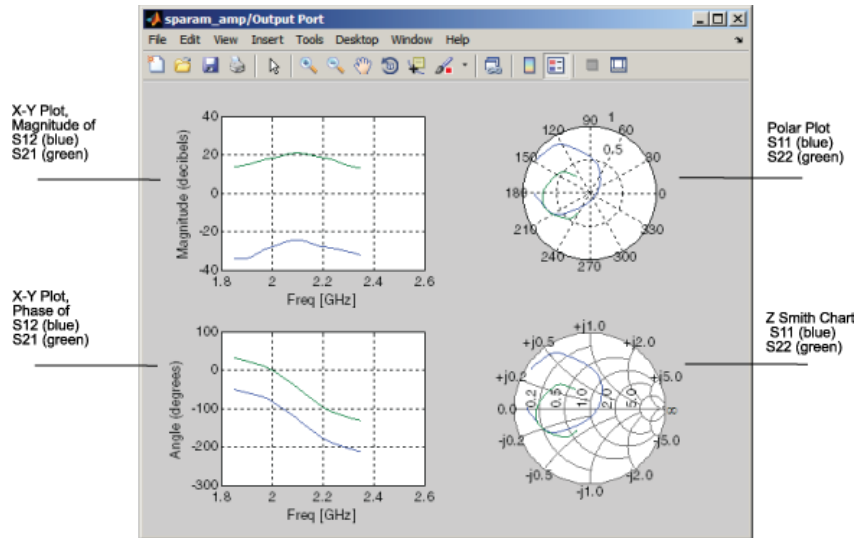 sparam_amp/Output Port
File Edit View Insert Tools Desktop Window Help
X-Y Plot,
Magnitude of
S12 (blue)
S21 (green)
Magnitude (decibels)
40
20
0
-20
-40
1.8 2 2.2 2.4 2.6
Freq [GHz]
90 1
120 60
0.5
150 30
180 0
210 330
240 300
270
Polar Plot
S11 (blue)
S22 (green)
X-Y Plot,
Phase of
S12 (blue)
S21 (green)
Angle (degrees)
100
0
-100
-200
-300
1.8 2 2.2 2.4 2.6
Freq [GHz]
+j1.0
+j0.5 +j2.0
+j0.2 +j5.0
0.0 0.2 0.5 1.0 2.0 5.0 ∞
-j0.2 -j5.0
-j0.5 -j2.0
-j1.0
Z Smith Chart
S11 (blue)
S22 (green)